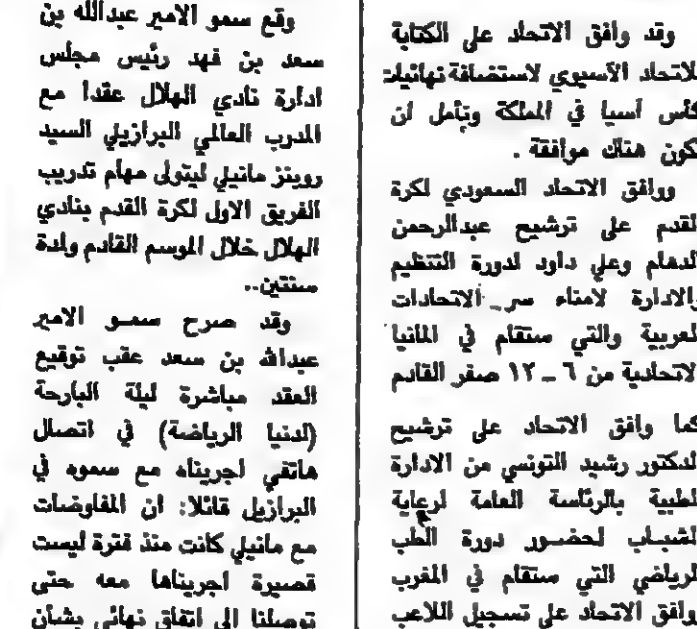 وقد وافق الاتحاد على الكتابة
للاتحاد الآسيوي لاستضافة نهائيات
كأس آسيا في المملكة ونأمل ان
تكون هناك موافقة .
ووافق الاتحاد السعودي لكرة
القدم على ترشيح عبدالرحمن
الدهام وعلي داود لدورة التنظيم
والادارة لامناء سر الاتحادات
العربية والتي ستقام في المانيا
الاتحادية من ٦ ــ ١٢ صفر القادم
كما وافق الاتحاد على ترشيح
الدكتور رشيد التونسي من الادارة
الطبية بالرئاسة العامة لرعاية
الشباب لحضور دورة الطب
الرياضي التي ستقام في المغرب
ووافق الاتحاد على تسجيل اللاعب
وقع سمو الامير عبدالله بن
سعد بن فهد رئيس مجلس
ادارة نادي الهلال عقدا مع
المدرب العالمي البرازيلي السيد
روبنز مانيلي ليتولى مهام تدريب
الفريق الاول لكرة القدم بنادي
الهلال خلال الموسم القادم ولمدة
سنتين..
وقد صرح سمو الامير
عبدالله بن سعد عقب توقيع
العقد مباشرة ليلة البارحة
(لدنيا الرياضة) في اتصال
هاتفي اجريناه مع سموه في
البرازيل قائلا: ان المفاوضات
مع مانيلي كانت منذ فترة ليست
قصيرة اجريناها معه حتى
توصلنا الى اتفاق نهائي بشأن